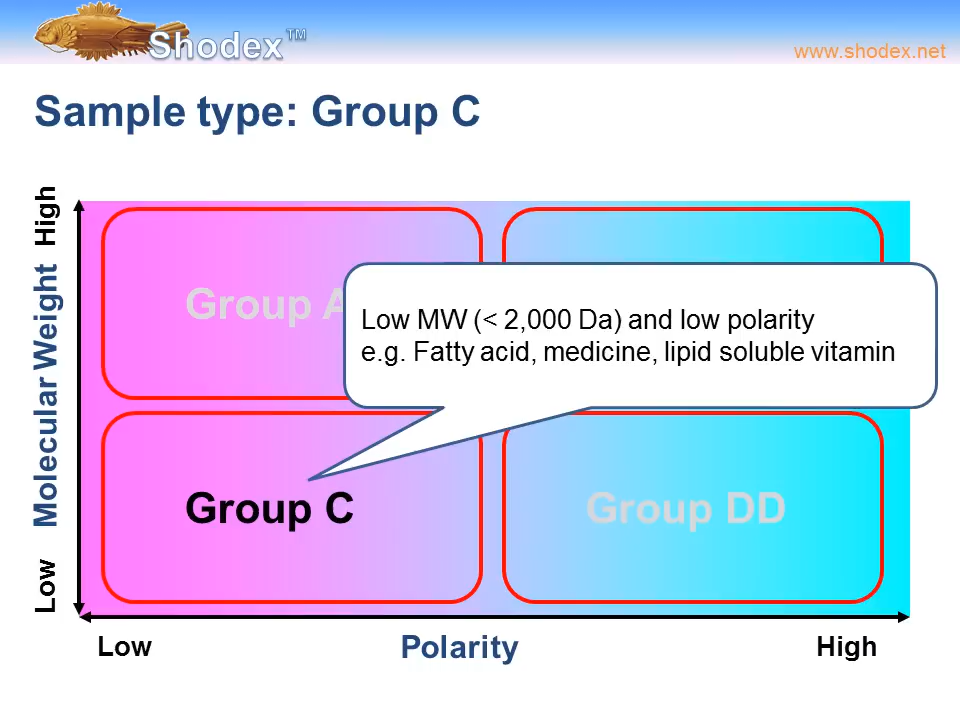 Shodex™
www.shodex.net
Sample type: Group C
High
Molecular Weight
Low
Group A
Low MW (< 2,000 Da) and low polarity
e.g. Fatty acid, medicine, lipid soluble vitamin
Group C
Group DD
Low
Polarity
High